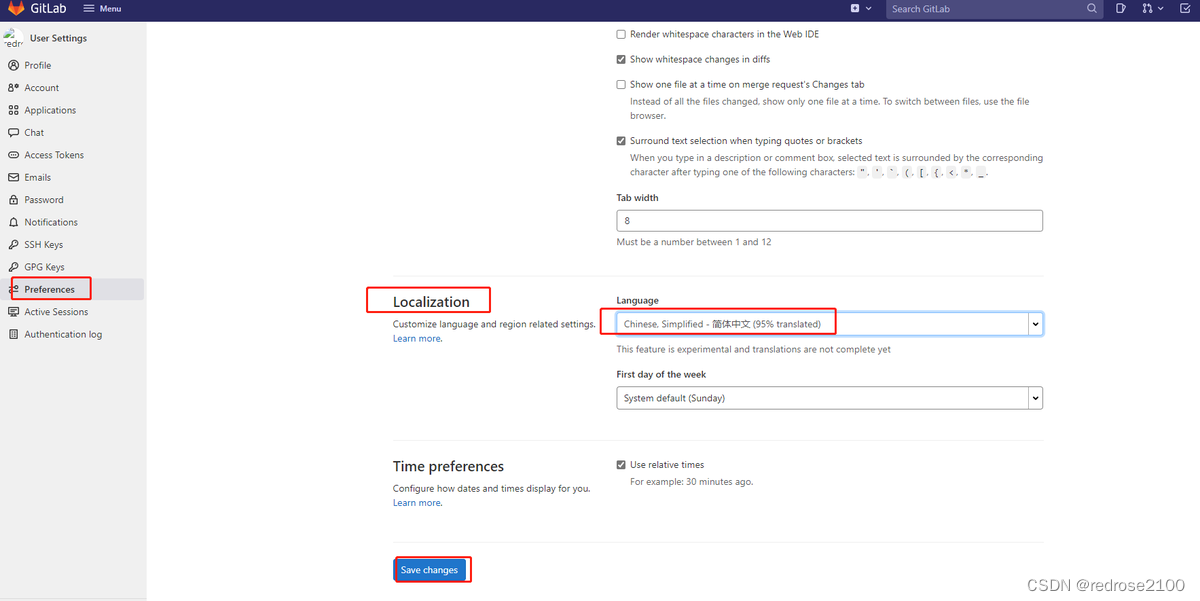 GitLab
Menu
Search GitLab
redr
User Settings
Profile
Account
Applications
Chat
Access Tokens
Emails
Password
Notifications
SSH Keys
GPG Keys
Preferences
Active Sessions
Authentication log
Render whitespace characters in the Web IDE
Show whitespace changes in diffs
Show one file at a time on merge request's Changes tab
Instead of all the files changed, show only one file at a time. To switch between files, use the file
browser.
Surround text selection when typing quotes or brackets
When you type in a description or comment box, selected text is surrounded by the corresponding
character after typing one of the following characters: ", ', `, (, [, {, <, *, _.
Tab width
8
Must be a number between 1 and 12
Localization
Customize language and region related settings.
Learn more.
Language
Chinese, Simplified - 简体中文 (95% translated)
This feature is experimental and translations are not complete yet
First day of the week
System default (Sunday)
Time preferences
Configure how dates and times display for you.
Learn more.
Use relative times
For example: 30 minutes ago.
Save changes
CSDN @redrose2100